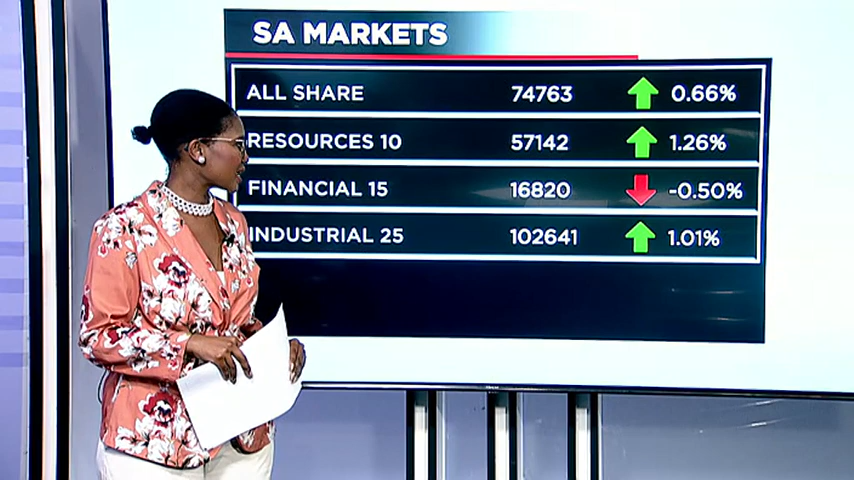 SA MARKETS
ALL SHARE 74763 0.66%
RESOURCES 10 57142 1.26%
FINANCIAL 15 16820 -0.50%
INDUSTRIAL 25 102641 1.01%